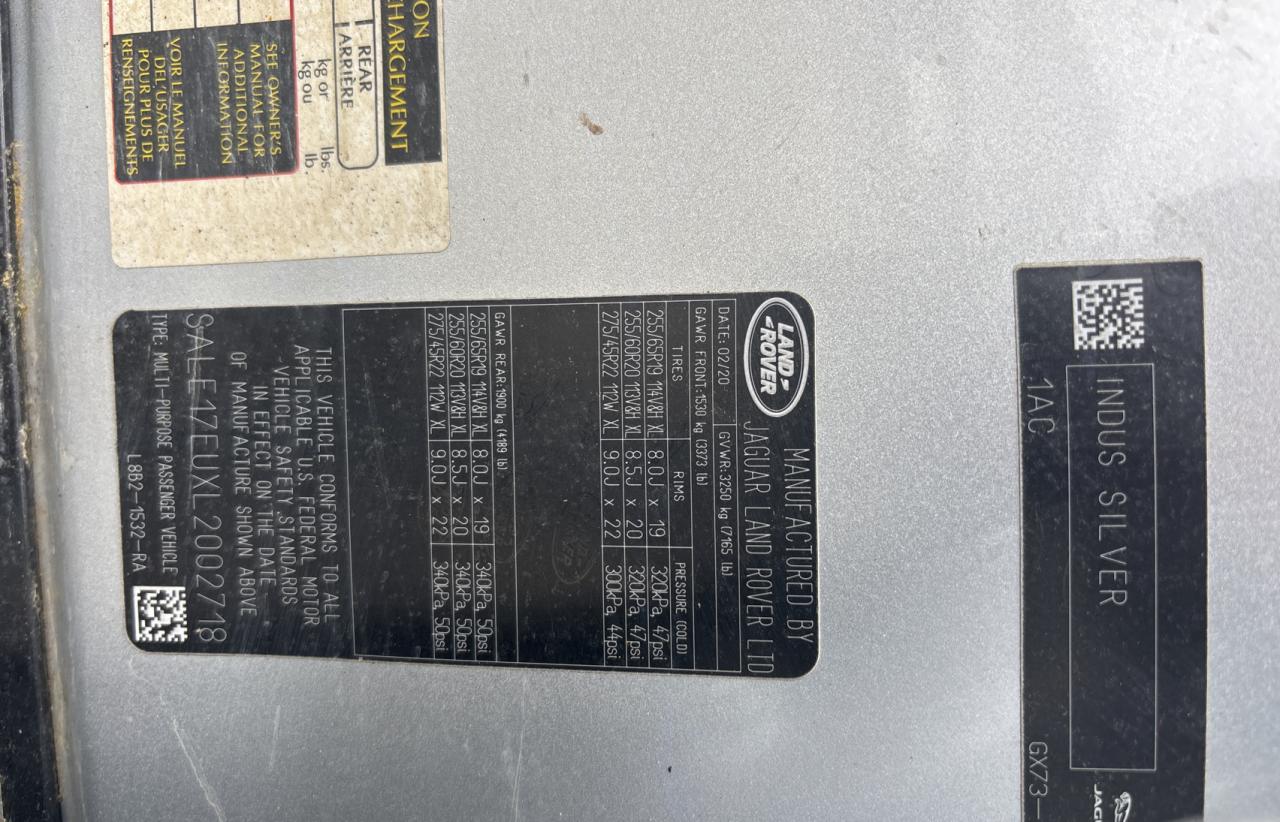 ON
HARGEMENT
REAR
ARRIÈRE
kg or lbs.
kg ou lb
SEE OWNER'S
MANUAL FOR
ADDITIONAL
INFORMATION
VOIR LE MANUEL
DEL'USAGER
POUR PLUS DE
RENSEIGNEMENTS
LAND-
-ROVER
MANUFACTURED BY
JAGUAR LAND ROVER LTD
DATE: 02/20 GVWR:3250 kg (7165 lb)
GAWR FRONT:1530 kg (3373 lb)
TIRES RIMS PRESSURE (COLD)
255/65R19 114V&H XL 8.0J x 19 320kPa, 47psi
255/60R20 113V&H XL 8.5J x 20 320kPa, 47psi
275/45R22 112W XL 9.0J x 22 300kPa, 44psi
GAWR REAR:1900 kg (4189 lb)
255/65R19 114V&H XL 8.0J x 19 340kPa, 50psi
255/60R20 113V&H XL 8.5J x 20 340kPa, 50psi
275/45R22 112W XL 9.0J x 22 340kPa, 50psi
THIS VEHICLE CONFORMS TO ALL
APPLICABLE U.S. FEDERAL MOTOR
-VEHICLE SAFETY STANDARDS
IN EFFECT ON THE DATE
OF MANUFACTURE SHOWN ABOVE
SALE1ZEUXL2002718
TYPE: MULTI-PURPOSE PASSENGER VEHICLE
L8B2-1532-RA
INDUS SILVER
1AC
GX73-
JAGU